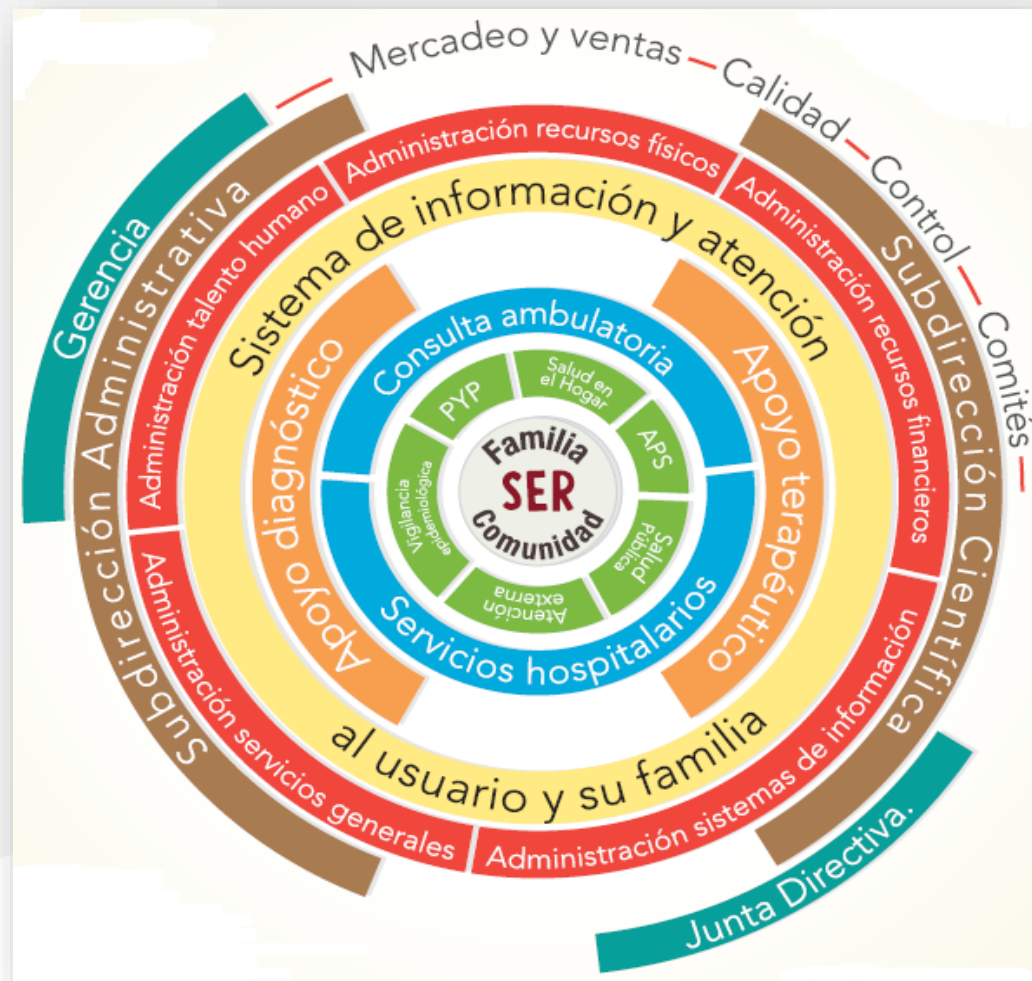 Mercadeo y ventas – Calidad – Control – Comités –
Gerencia
Subdirección Administrativa
Subdirección Científica
Junta Directiva.
Administración talento humano
Administración recursos físicos
Administración recursos financieros
Administración sistemas de información
Administración servicios generales
Sistema de información y atención
al usuario y su familia
Apoyo diagnóstico
Apoyo terapéutico
Consulta ambulatoria
Servicios hospitalarios
PYP
Salud en
el Hogar
APS
Salud
Pública
Atención
externa
Vigilancia
epidemiológica
Familia
SER
Comunidad